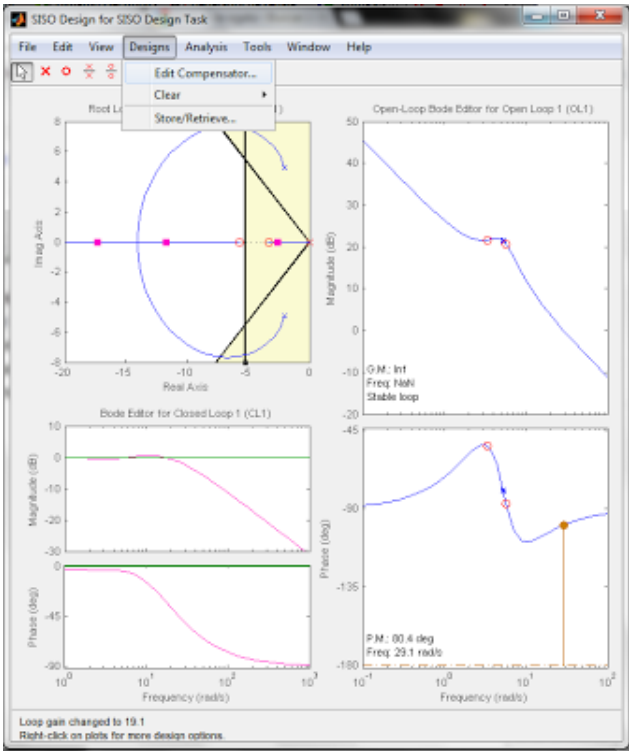 SISO Design for SISO Design Task
File Edit View Designs Analysis Tools Window Help
Edit Compensator...
Clear
Store/Retrieve...
Root Lo 1)
Open-Loop Bode Editor for Open Loop 1 (OL1)
8
6
4
2
0
-2
-4
-6
-8
Imag Axis
-20 -15 -10 -5 0
Real Axis
50
40
30
20
10
0
-10
-20
Magnitude (dB)
G.M.: Inf
Freq: NaN
Stable loop
Bode Editor for Closed Loop 1 (CL1)
10
0
-10
-20
-30
Magnitude (dB)
0
-45
-90
Phase (deg)
10^0 10^1 10^2 10^3
Frequency (rad/s)
-45
-90
-135
-180
Phase (deg)
P.M.: 80.4 deg
Freq: 29.1 rad/s
10^-1 10^0 10^1 10^2
Frequency (rad/s)
Loop gain changed to 19.1
Right-click on plots for more design options.